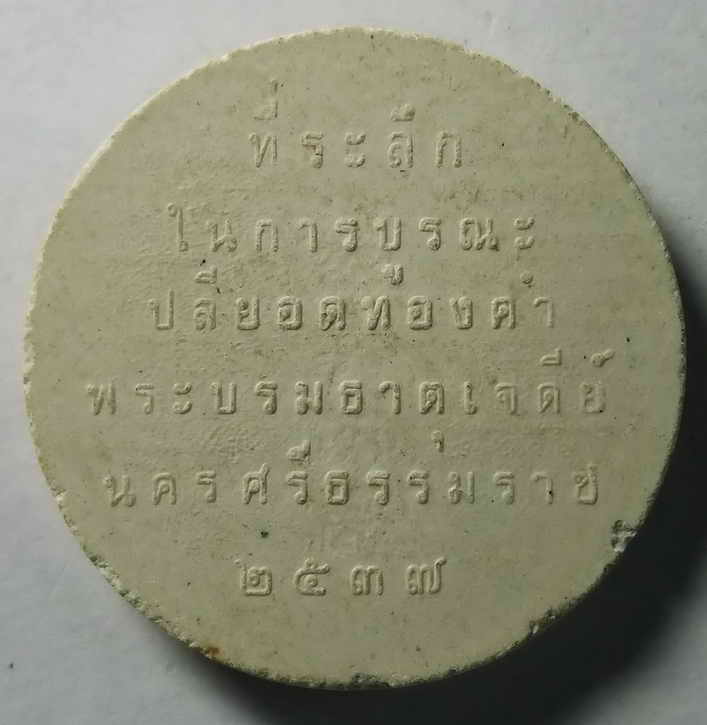 ที่ระลึก
ในการบูรณะ
ปลียอดทองคำ
พระบรมธาตุเจดีย์
นครศรีธรรมราช
๒๕๓๗